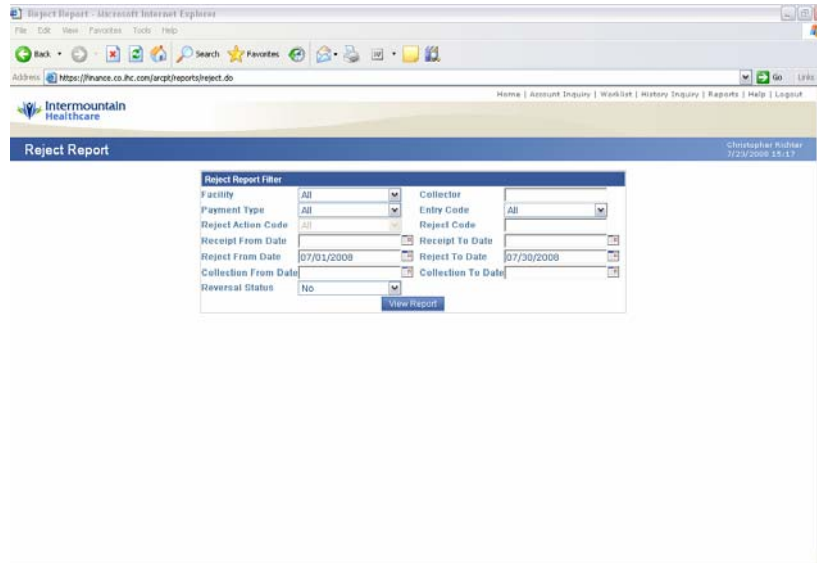 Reject Report - Microsoft Internet Explorer
File Edit View Favorites Tools Help
Back Search Favorites
Address https://finance.co.ihc.com/arcpt/reports/reject.do Go Links
Home | Account Inquiry | Worklist | History Inquiry | Reports | Help | Logout
Intermountain
Healthcare
Reject Report
Christopher Richter
7/29/2008 15:17
Reject Report Filter
Facility All Collector
Payment Type All Entry Code All
Reject Action Code All Reject Code
Receipt From Date Receipt To Date
Reject From Date 07/01/2008 Reject To Date 07/30/2008
Collection From Date Collection To Date
Reversal Status No
View Report